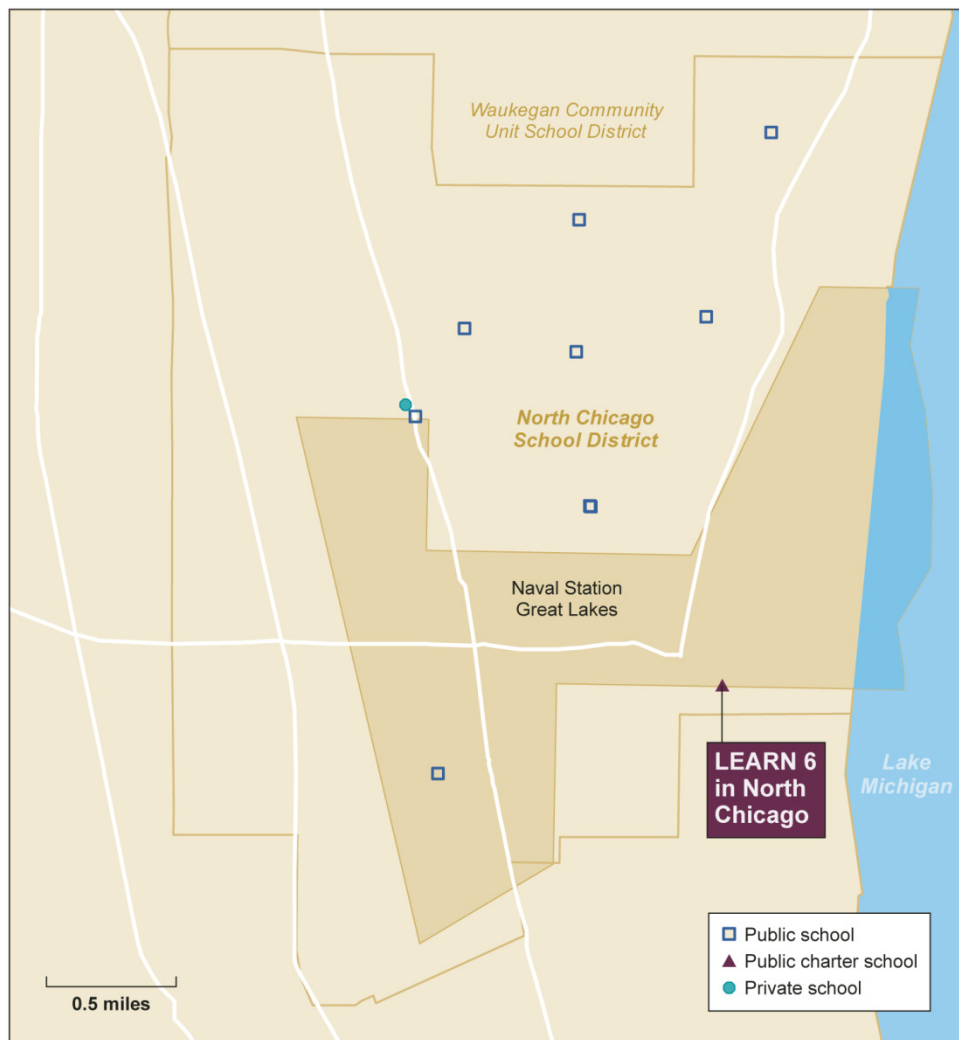 Waukegan Community
Unit School District
North Chicago
School District
Naval Station
Great Lakes
LEARN 6
in North
Chicago
Lake
Michigan
Public school
Public charter school
Private school
0.5 miles